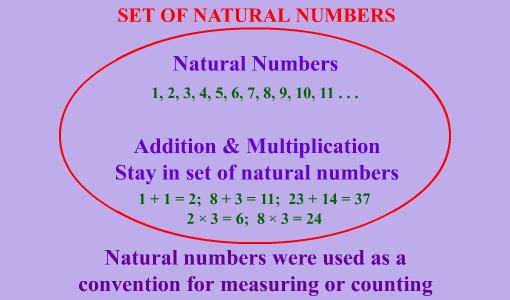 SET OF NATURAL NUMBERS
Natural Numbers
1, 2, 3, 4, 5, 6, 7, 8, 9, 10, 11 . . .
Addition & Multiplication
Stay in set of natural numbers
1 + 1 = 2;  8 + 3 = 11;  23 + 14 = 37
2 × 3 = 6;  8 × 3 = 24
Natural numbers were used as a
convention for measuring or counting